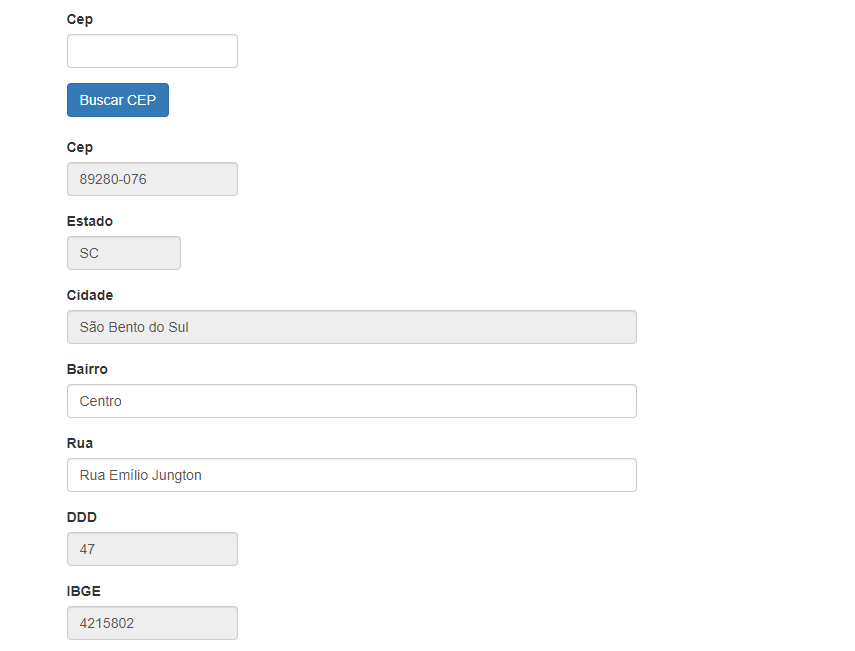 Cep
Buscar CEP
Cep
89280-076
Estado
SC
Cidade
São Bento do Sul
Bairro
Centro
Rua
Rua Emílio Jungton
DDD
47
IBGE
4215802